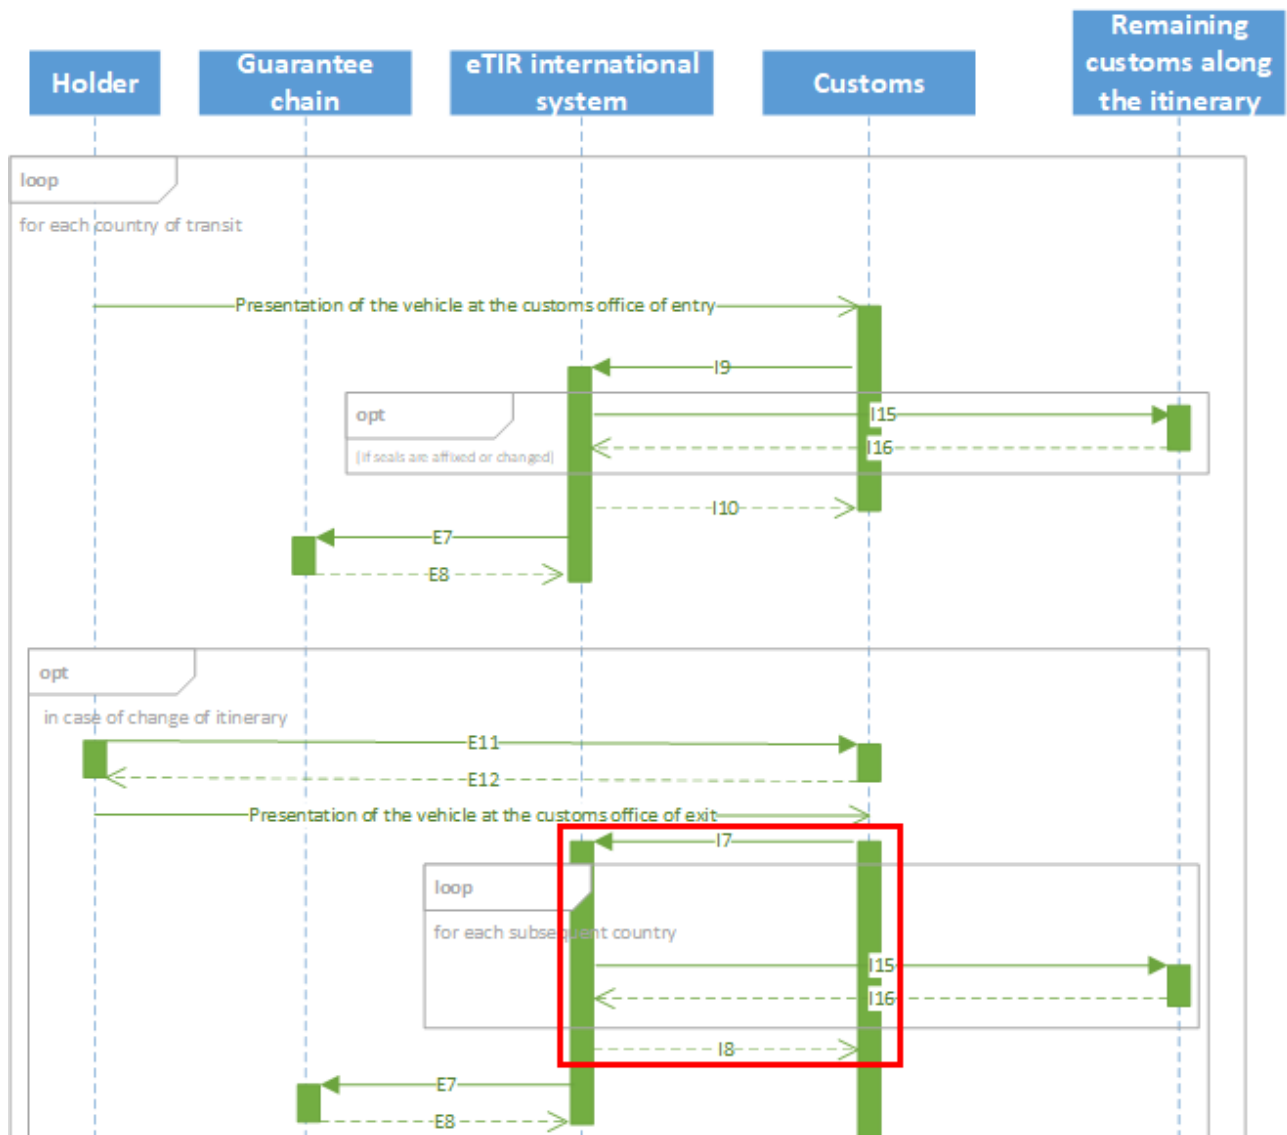 Holder
Guarantee
chain
eTIR international
system
Customs
Remaining
customs along
the itinerary
loop
for each country of transit
Presentation of the vehicle at the customs office of entry
I9
opt
I15
I16
[If seals are affixed or changed]
I10
E7
E8
opt
in case of change of itinerary
E11
E12
Presentation of the vehicle at the customs office of exit
I7
loop
for each subsequent country
I15
I16
I8
E7
E8